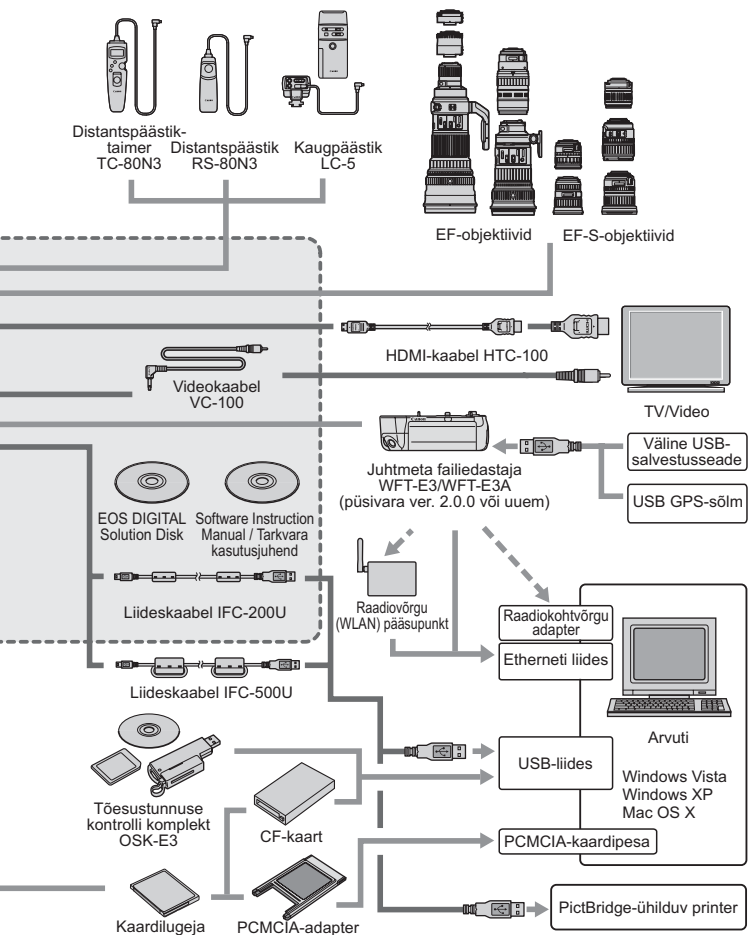 Distantspäästik-
taimer
TC-80N3
Distantspäästik
RS-80N3
Kaugpäästik
LC-5
EF-objektiivid
EF-S-objektiivid
HDMI-kaabel HTC-100
Videokaabel
VC-100
TV/Video
Canon
Juhtmeta failiedastaja
WFT-E3/WFT-E3A
(püsivara ver. 2.0.0 või uuem)
Väline USB-
salvestusseade
USB GPS-sõlm
EOS DIGITAL
Solution Disk
Software Instruction
Manual / Tarkvara
kasutusjuhend
Liideskaabel IFC-200U
Raadiovõrgu
(WLAN) pääsupunkt
Raadiokohtvõrgu
adapter
Etherneti liides
Liideskaabel IFC-500U
Arvuti
USB-liides
Windows Vista
Windows XP
Mac OS X
Tõesustunnuse
kontrolli komplekt
OSK-E3
CF-kaart
PCMCIA-kaardipesa
Kaardilugeja
PCMCIA-adapter
PictBridge-ühilduv printer